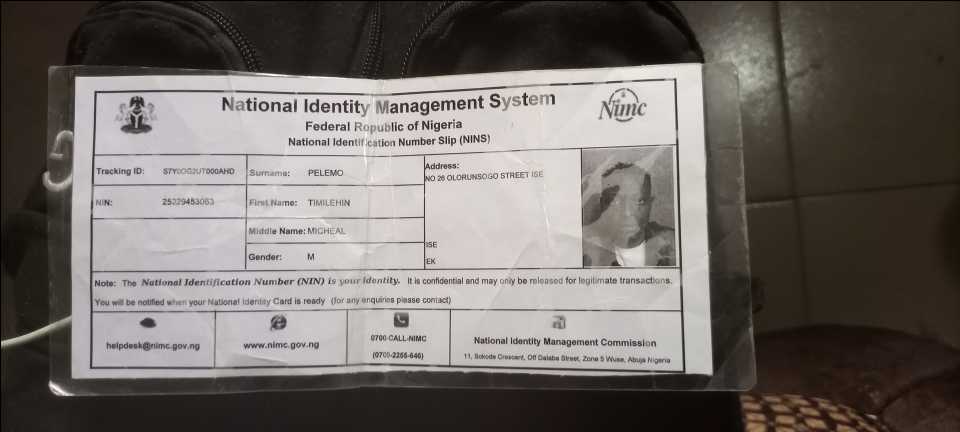 National Identity Management System
Federal Republic of Nigeria
National Identification Number Slip (NINS)
Nimc
Tracking ID: S7Y0OG2UT000AHD
Surname: PELEMO
Address:
NO 26 OLORUNSOGO STREET ISE
NIN: 25229453063
First Name: TIMILEHIN
Middle Name: MICHEAL
ISE
Gender: M
EK
Note: The National Identification Number (NIN) is your identity. It is confidential and may only be released for legitimate transactions.
You will be notified when your National Identity Card is ready (for any enquiries please contact)
helpdesk@nimc.gov.ng
www.nimc.gov.ng
0700-CALL-NIMC
(0700-2255-646)
National Identity Management Commission
11, Sokode Crescent, Off Dalaba Street, Zone 5 Wuse, Abuja Nigeria